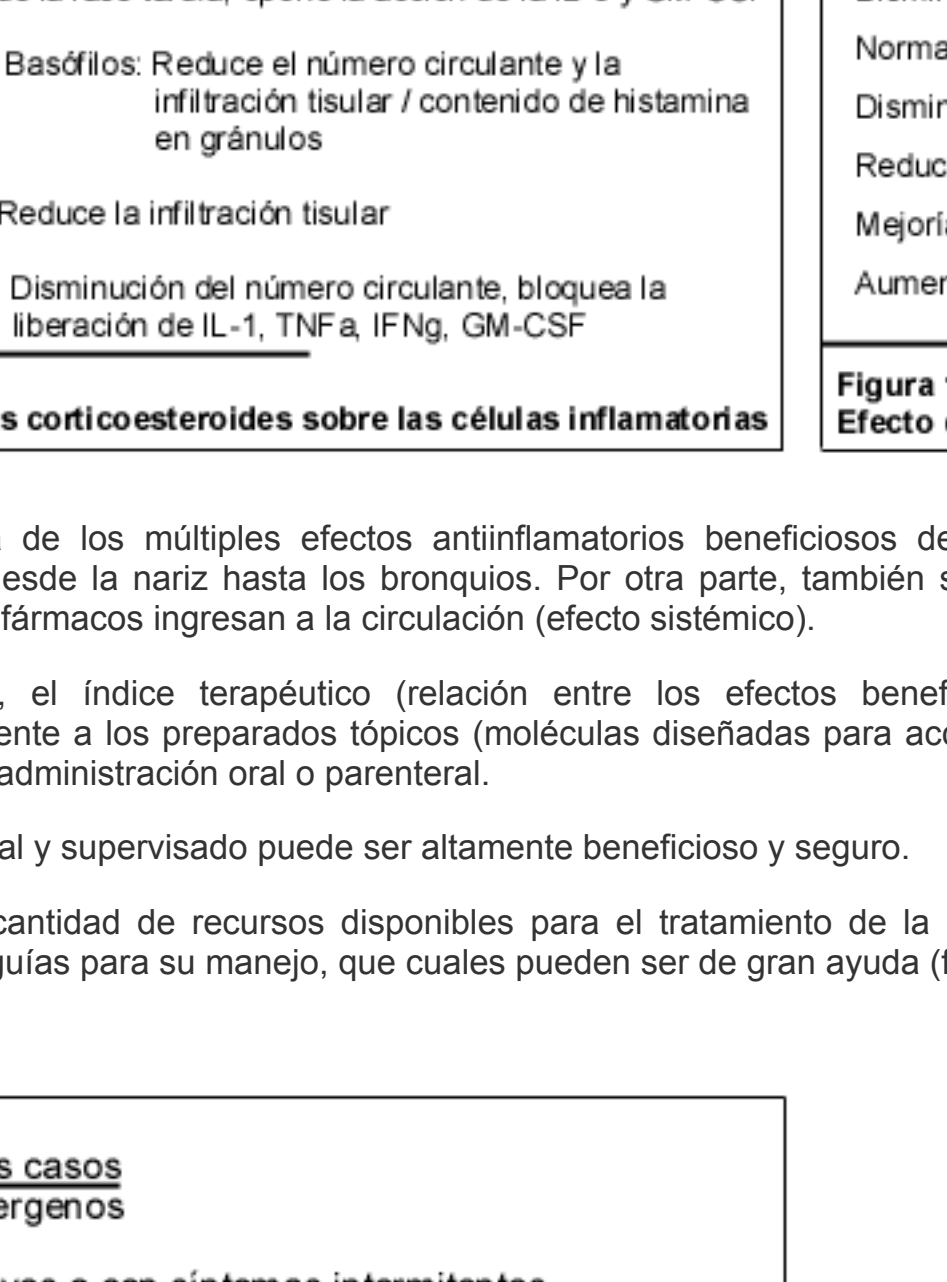 Basófilos: Reduce el número circulante y la
infiltración tisular / contenido de histamina
en gránulos
Reduce la infiltración tisular
Disminución del número circulante, bloquea la
liberación de IL-1, TNFa, IFNg, GM-CSF
s corticoesteroides sobre las células inflamatorias
Norma
Dismin
Reduc
Mejoría
Aumen
Figura
Efecto
de los múltiples efectos antiinflamatorios beneficiosos de
desde la nariz hasta los bronquios. Por otra parte, también s
fármacos ingresan a la circulación (efecto sistémico).
, el índice terapéutico (relación entre los efectos benef
ente a los preparados tópicos (moléculas diseñadas para acc
administración oral o parenteral.
al y supervisado puede ser altamente beneficioso y seguro.
cantidad de recursos disponibles para el tratamiento de la
guías para su manejo, que cuales pueden ser de gran ayuda (f
s casos
ergenos